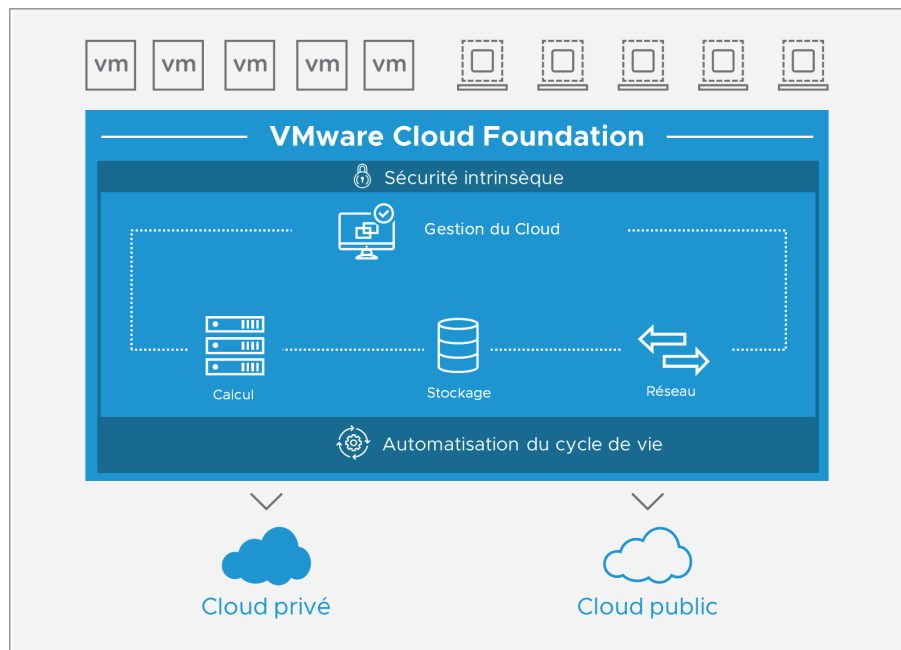 vm vm vm vm vm
VMware Cloud Foundation
Sécurité intrinsèque
Gestion du Cloud
Calcul Stockage Réseau
Automatisation du cycle de vie
Cloud privé Cloud public